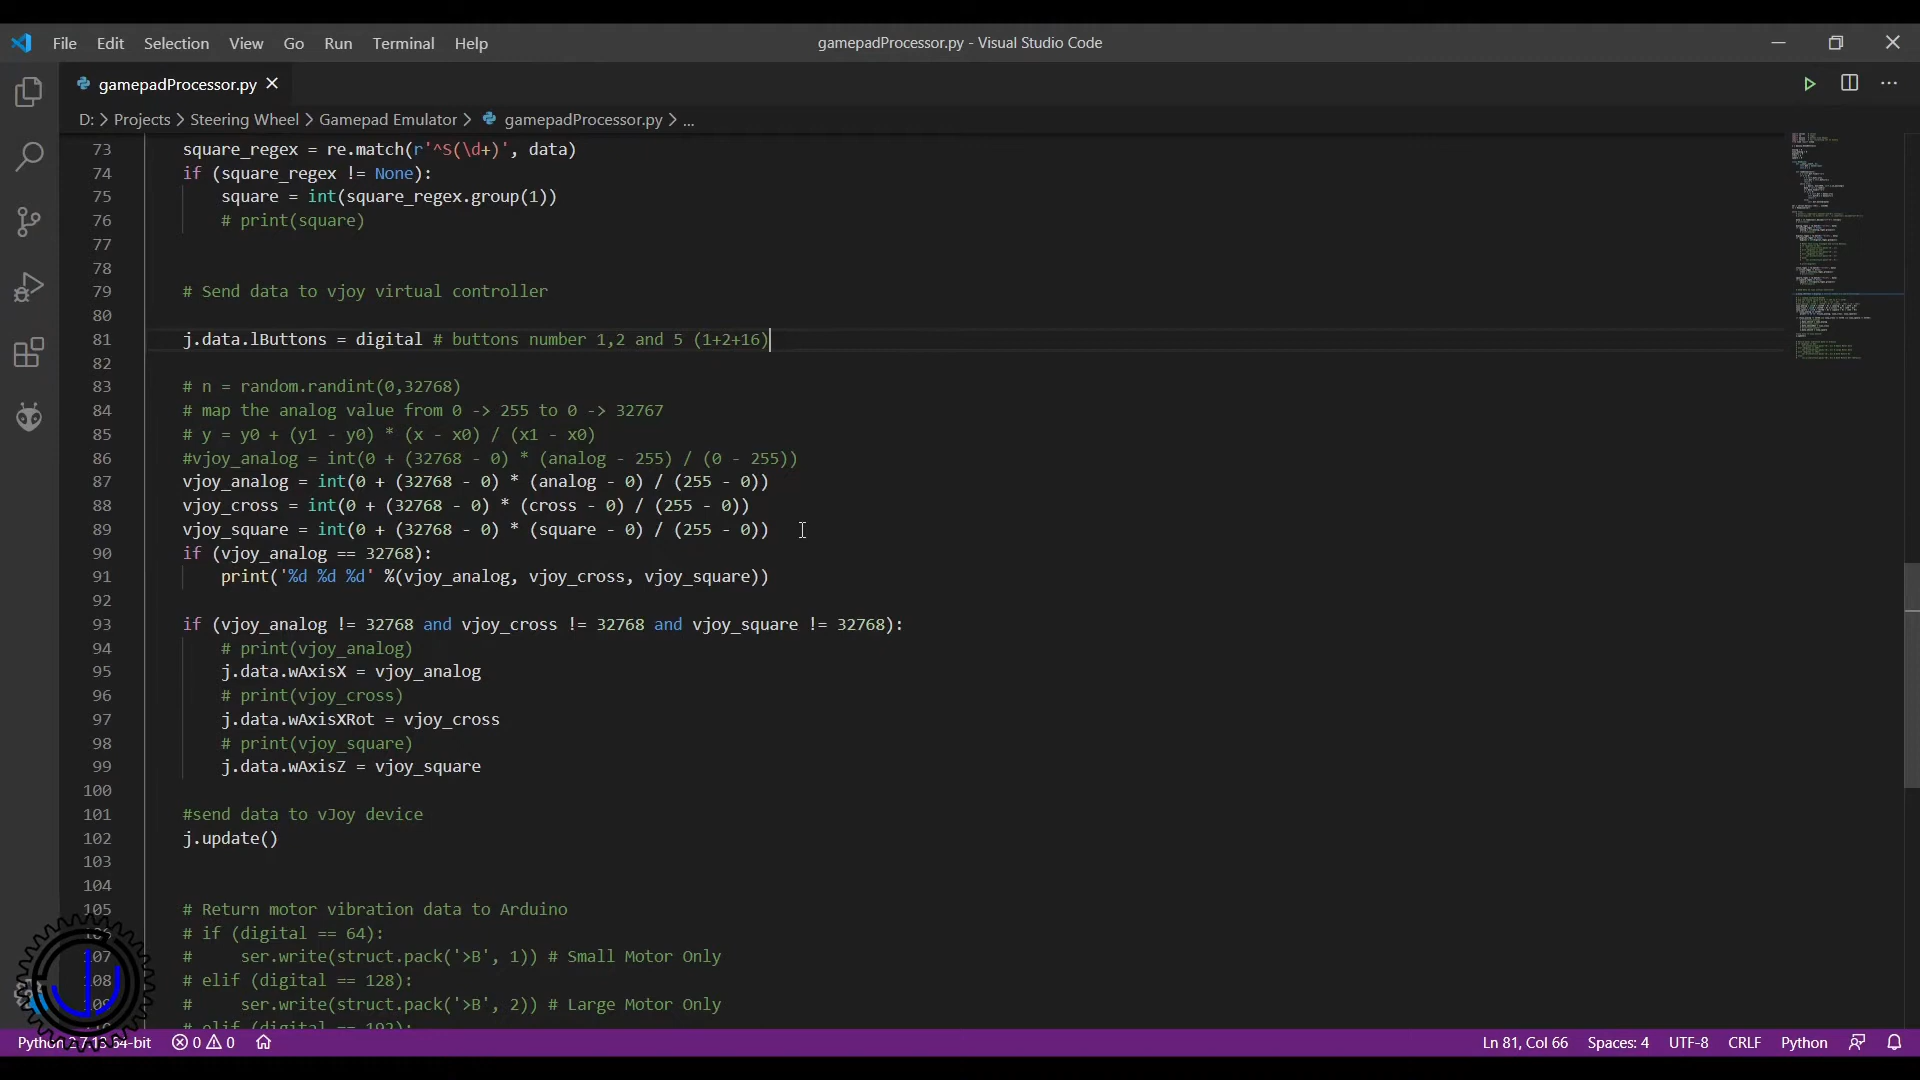 File Edit Selection View Go Run Terminal Help
gamepadProcessor.py - Visual Studio Code
gamepadProcessor.py
D: > Projects > Steering Wheel > Gamepad Emulator > gamepadProcessor.py > ...
73 square_regex = re.match(r'^S(\d+)', data)
74 if (square_regex != None):
75 square = int(square_regex.group(1))
76 # print(square)
77
78
79 # Send data to vjoy virtual controller
80
81 j.data.lButtons = digital # buttons number 1,2 and 5 (1+2+16)
82
83 # n = random.randint(0,32768)
84 # map the analog value from 0 -> 255 to 0 -> 32767
85 # y = y0 + (y1 - y0) * (x - x0) / (x1 - x0)
86 #vjoy_analog = int(0 + (32768 - 0) * (analog - 255) / (0 - 255))
87 vjoy_analog = int(0 + (32768 - 0) * (analog - 0) / (255 - 0))
88 vjoy_cross = int(0 + (32768 - 0) * (cross - 0) / (255 - 0))
89 vjoy_square = int(0 + (32768 - 0) * (square - 0) / (255 - 0))
90 if (vjoy_analog == 32768):
91 print('%d %d %d' %(vjoy_analog, vjoy_cross, vjoy_square))
92
93 if (vjoy_analog != 32768 and vjoy_cross != 32768 and vjoy_square != 32768):
94 # print(vjoy_analog)
95 j.data.wAxisX = vjoy_analog
96 # print(vjoy_cross)
97 j.data.wAxisXRot = vjoy_cross
98 # print(vjoy_square)
99 j.data.wAxisZ = vjoy_square
100
101 #send data to vJoy device
102 j.update()
103
104
105 # Return motor vibration data to Arduino
106 # if (digital == 64):
107 # ser.write(struct.pack('>B', 1)) # Small Motor Only
108 # elif (digital == 128):
109 # ser.write(struct.pack('>B', 2)) # Large Motor Only
110 # elif (digital == 192):
Python 2.7.18 64-bit 0 0 Ln 81, Col 66 Spaces: 4 UTF-8 CRLF Python